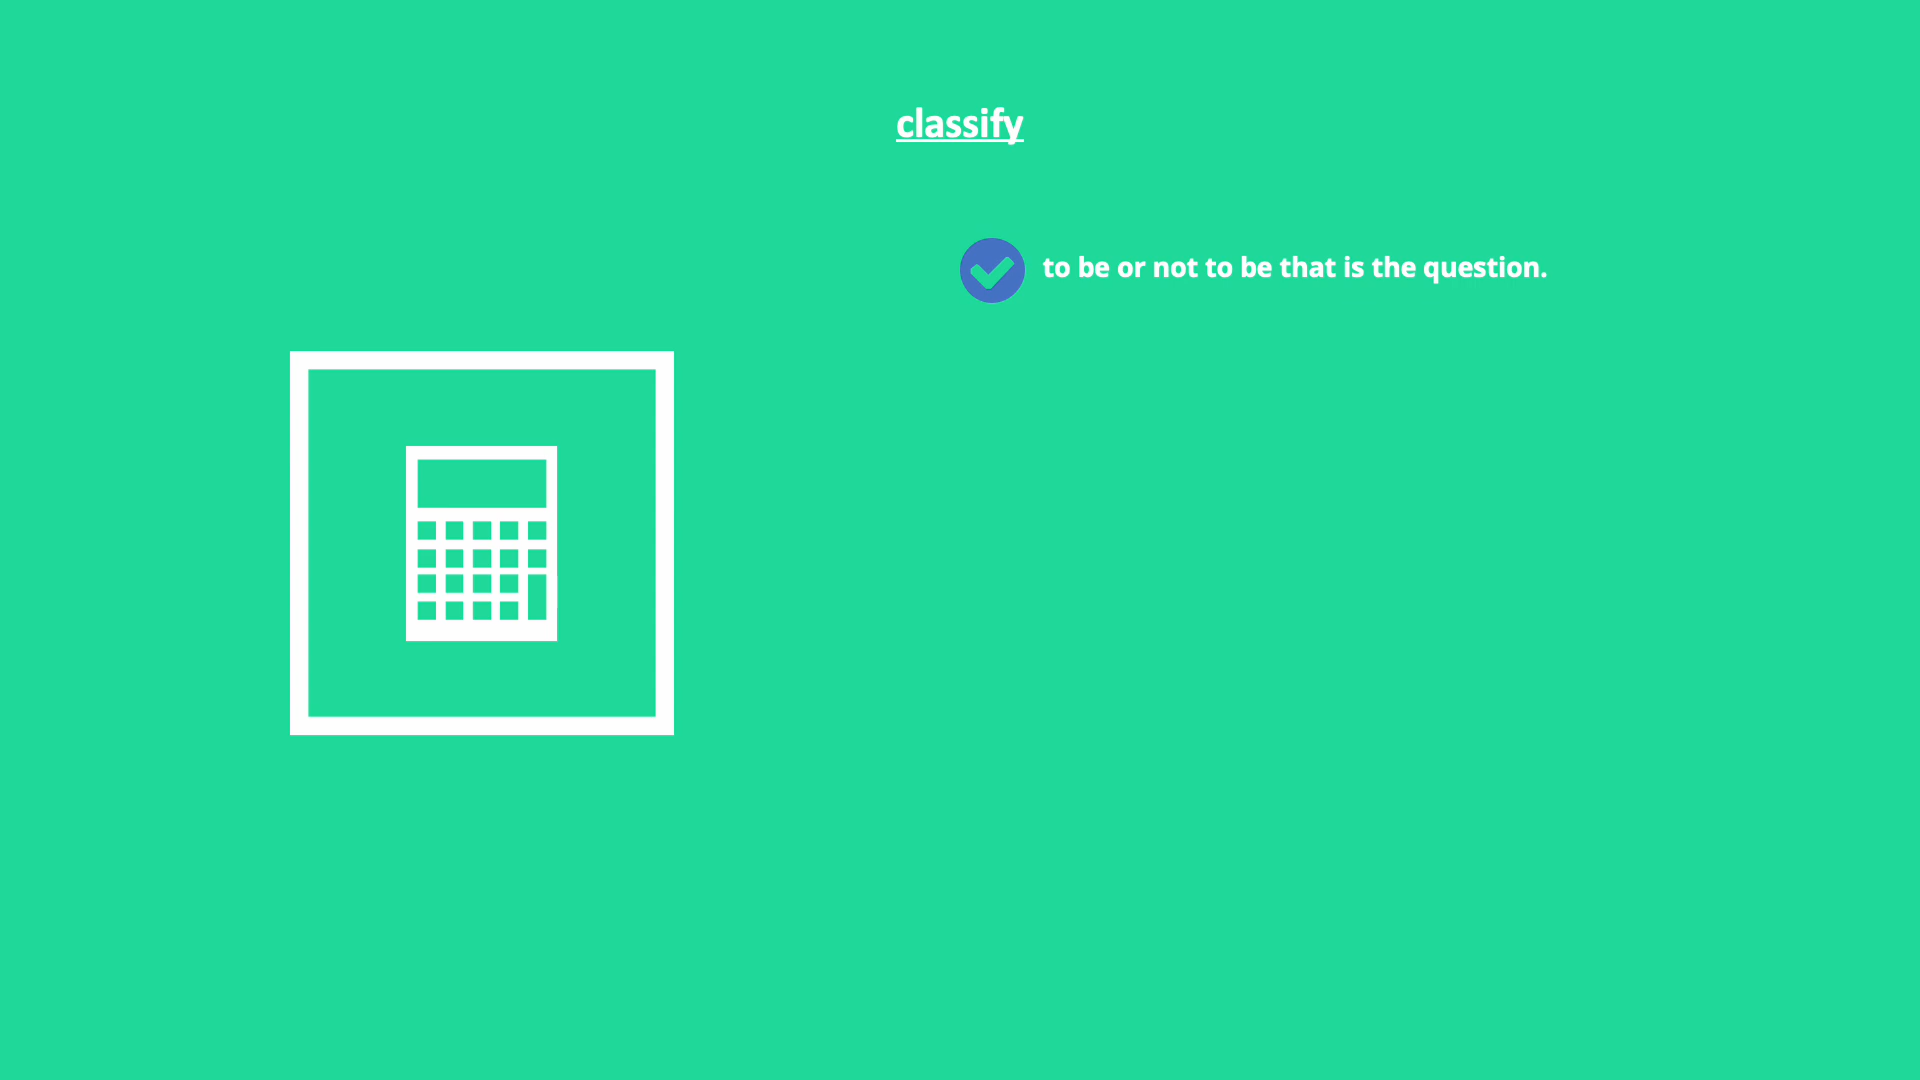 classify
to be or not to be that is the question.